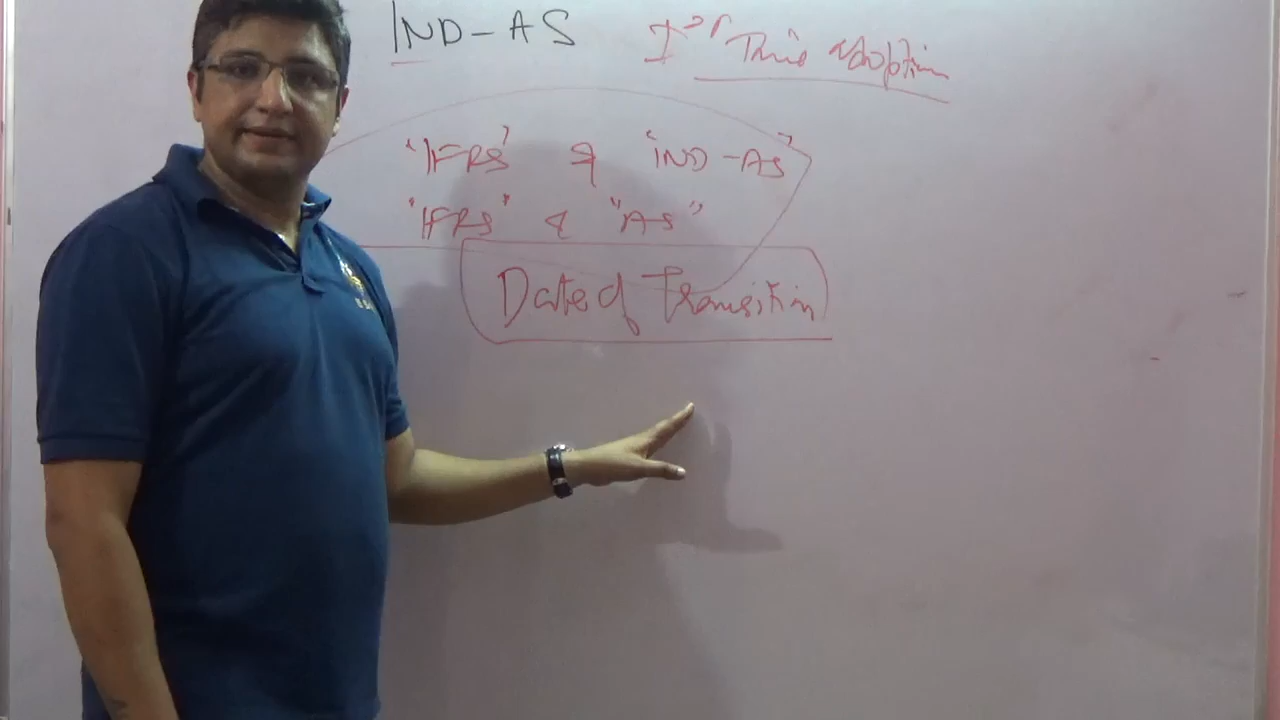 IND-AS Ist Time adoption
"IFRS" & "IND-AS"
"IFRS" & "AS"
Date of Transition